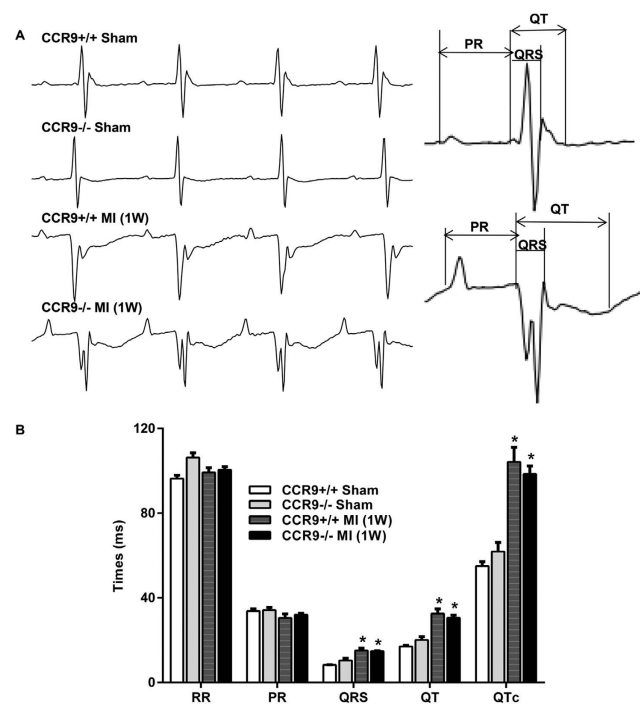 A
CCR9+/+ Sham
CCR9-/- Sham
CCR9+/+ MI (1W)
CCR9-/- MI (1W)
QT
PR
QRS
QT
PR
QRS
B
120
80
40
0
Times (ms)
CCR9+/+ Sham
CCR9-/- Sham
CCR9+/+ MI (1W)
CCR9-/- MI (1W)
* *
* *
* *
RR PR QRS QT QTc